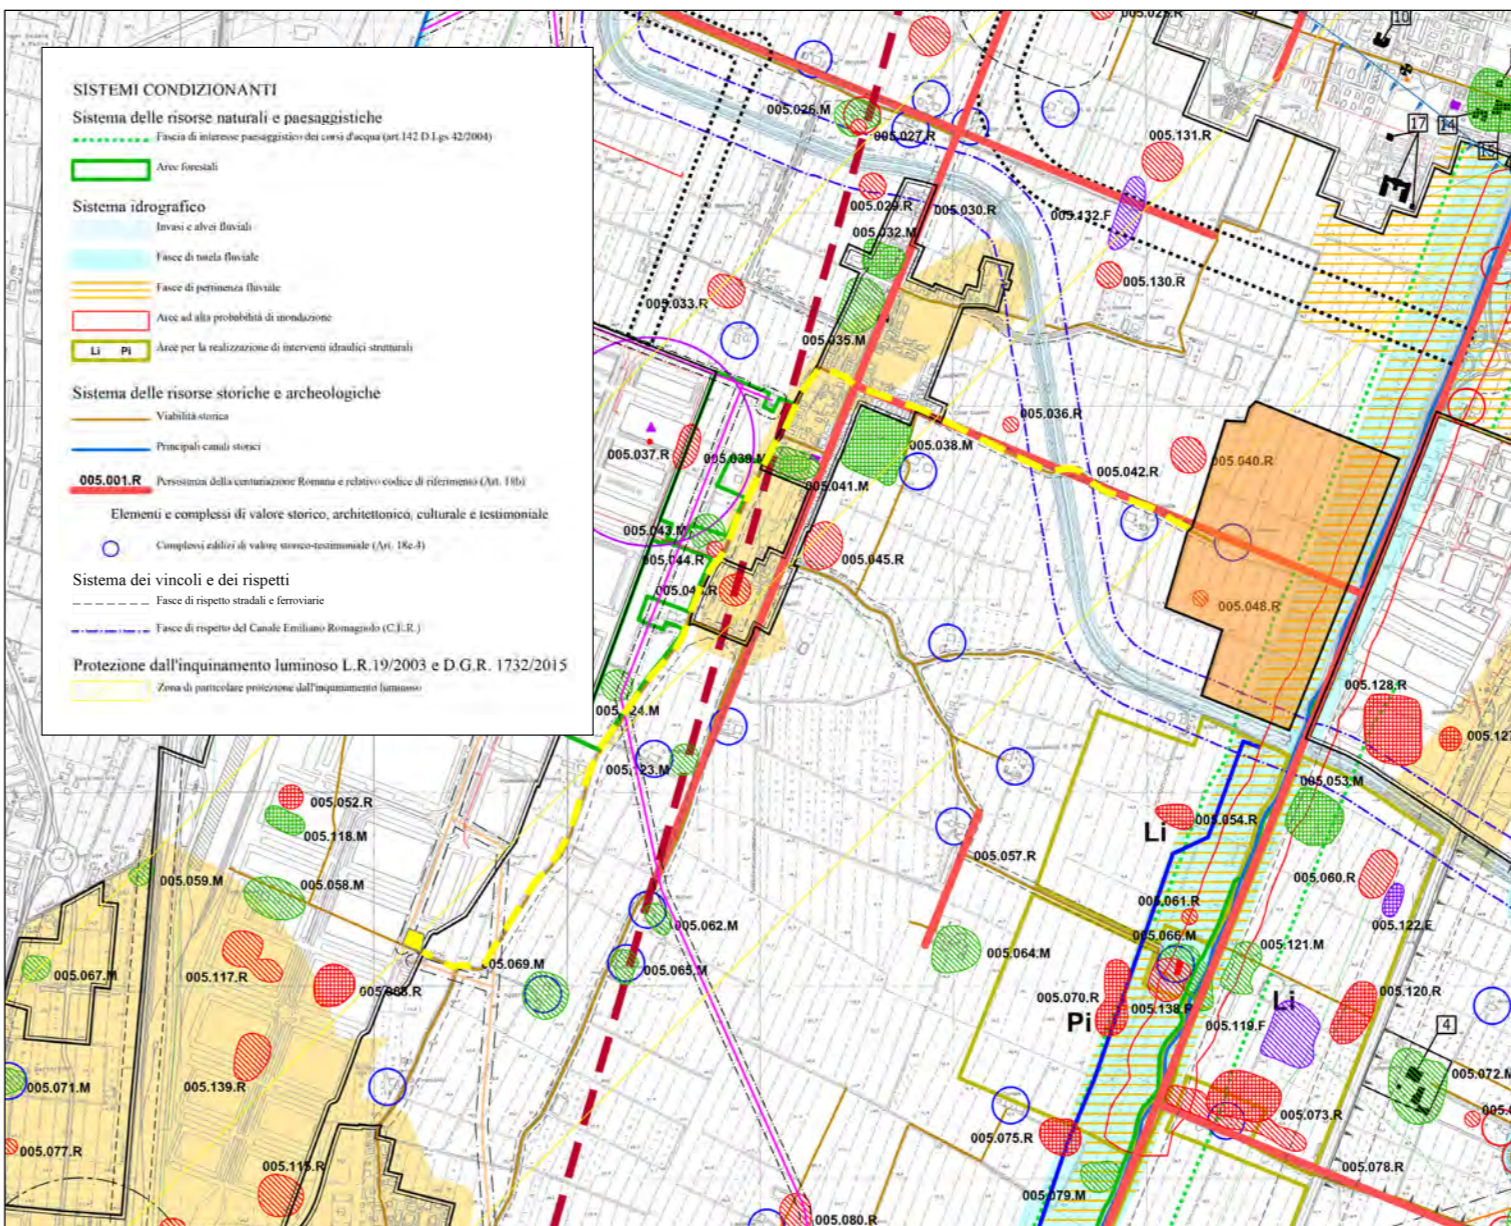 SISTEMI CONDIZIONANTI
Sistema delle risorse naturali e paesaggistiche
Fascia di interesse paesaggistico dei corsi d'acqua (art.142 D.Lgs 42/2004)
Aree forestali
Sistema idrografico
Invasi e alvei fluviali
Fasce di tutela fluviale
Fasce di pertinenza fluviale
Aree ad alta probabilità di inondazione
Li Pi Aree per la realizzazione di interventi idraulici strutturali
Sistema delle risorse storiche e archeologiche
Viabilità storica
Principali canali storici
005.001.R Persistenza della centuriazione Romana e relativo codice di riferimento (Art. 18b)
Elementi e complessi di valore storico, architettonico, culturale e testimoniale
Complessi edilizi di valore storico-testimoniale (Art. 18c.4)
Sistema dei vincoli e dei rispetti
Fasce di rispetto stradali e ferroviarie
Fasce di rispetto del Canale Emiliano Romagnolo (C.E.R.)
Protezione dall'inquinamento luminoso L.R.19/2003 e D.G.R. 1732/2015
Zona di particolare protezione dall'inquinamento luminoso
005.025.R
10
005.026.M
005.027.R
005.131.R
17
14
15
005.029.R
005.030.R
005.132.F
005.032.M
005.033.R
005.130.R
005.035.M
005.036.R
005.037.R
005.039.M
005.038.M
005.042.R
005.040.R
005.041.M
005.043.M
005.044.R
005.045.R
005.048.R
005.128.R
005.053.M
005.054.R
Li
005.052.R
005.118.M
005.057.R
005.059.M
005.058.M
005.060.R
005.061.R
005.122.F
005.062.M
005.066.M
005.121.M
005.064.M
005.067.M
005.117.R
005.069.M
005.065.M
005.070.R
Pi
005.138.R
Li
005.120.R
005.119.F
4
005.139.R
005.071.M
005.072.M
005.073.R
005.075.R
005.077.R
005.115.R
005.078.R
005.079.M
005.080.R